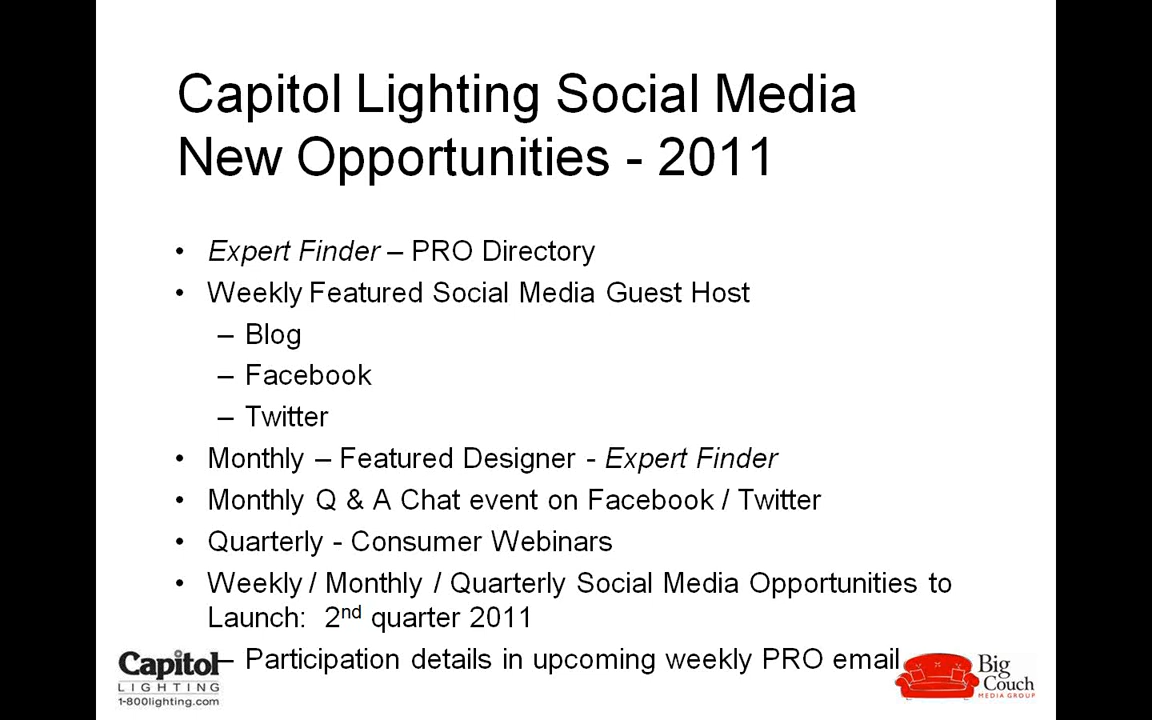 Capitol Lighting Social Media
New Opportunities - 2011
• Expert Finder – PRO Directory
• Weekly Featured Social Media Guest Host
– Blog
– Facebook
– Twitter
• Monthly – Featured Designer - Expert Finder
• Monthly Q & A Chat event on Facebook / Twitter
• Quarterly - Consumer Webinars
• Weekly / Monthly / Quarterly Social Media Opportunities to
Launch: 2nd quarter 2011
– Participation details in upcoming weekly PRO email
Capitol
LIGHTING
1-800lighting.com
Big
Couch
MEDIA GROUP